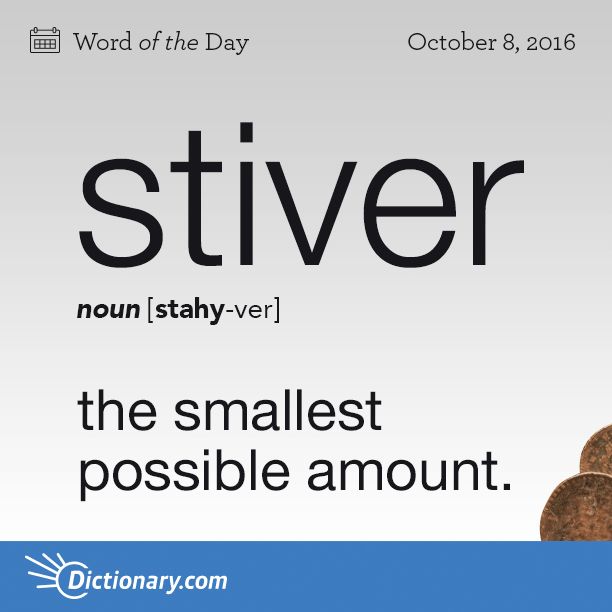 Word of the Day
October 8, 2016
stiver
noun [stahy-ver]
the smallest
possible amount.
Dictionary.com